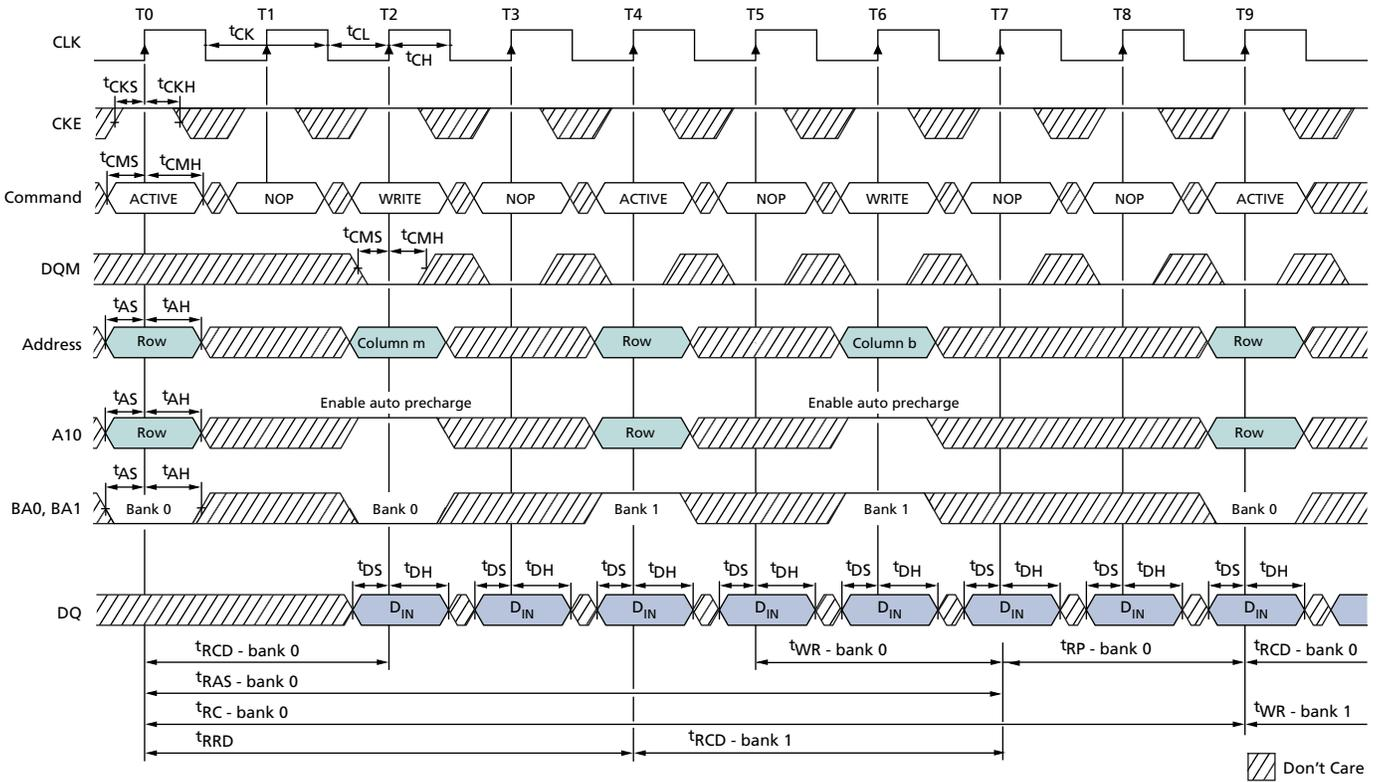 T0 T1 T2 T3 T4 T5 T6 T7 T8 T9
CLK tCK tCL tCH
tCKS tCKH
CKE
tCMS tCMH
Command ACTIVE NOP WRITE NOP ACTIVE NOP WRITE NOP NOP ACTIVE
tCMS tCMH
DQM
tAS tAH
Address Row Column m Row Column b Row
tAS tAH Enable auto precharge Enable auto precharge
A10 Row Row Row
tAS tAH
BA0, BA1 Bank 0 Bank 0 Bank 1 Bank 1 Bank 0
tDS tDH tDS tDH tDS tDH tDS tDH tDS tDH tDS tDH tDS tDH tDS tDH
DQ DIN DIN DIN DIN DIN DIN DIN DIN
tRCD - bank 0 tWR - bank 0 tRP - bank 0 tRCD - bank 0
tRAS - bank 0
tRC - bank 0 tWR - bank 1
tRRD tRCD - bank 1
Don't Care